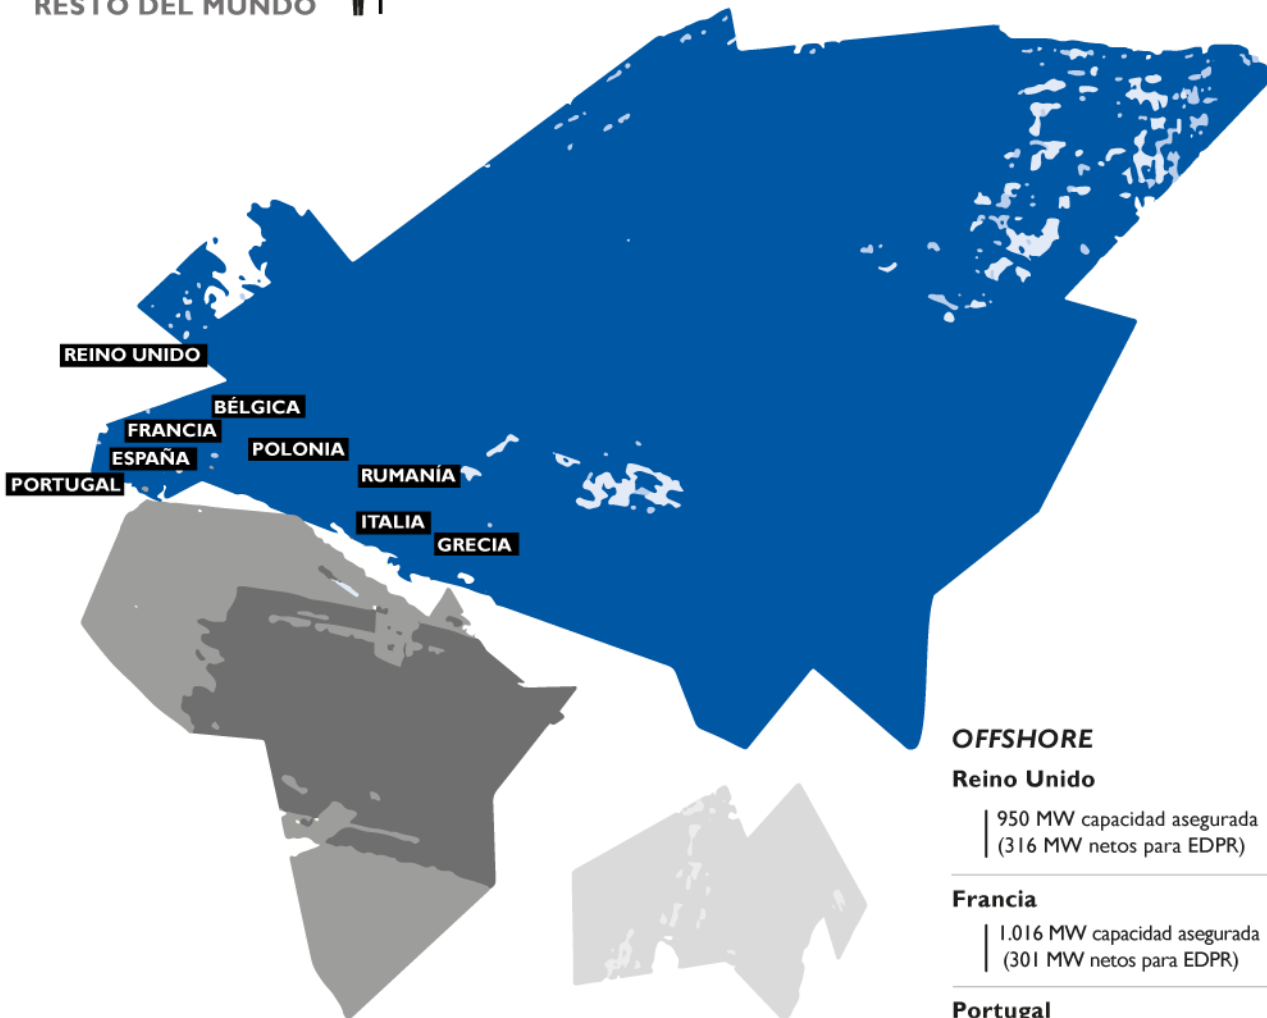 RESTO DEL MUNDO 1
REINO UNIDO
BÉLGICA
FRANCIA
POLONIA
ESPAÑA
RUMANÍA
PORTUGAL
ITALIA
GRECIA
OFFSHORE
Reino Unido
950 MW capacidad asegurada
(316 MW netos para EDPR)
Francia
1.016 MW capacidad asegurada
(301 MW netos para EDPR)
Portugal